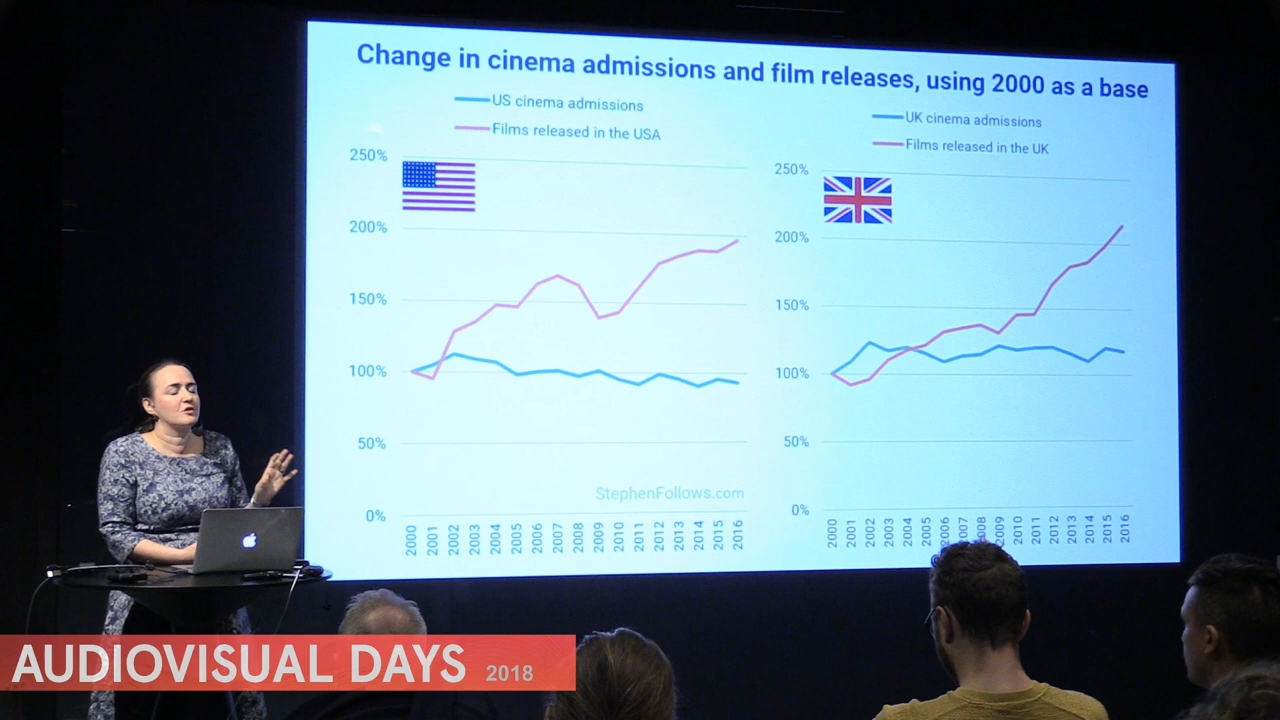 Change in cinema admissions and film releases, using 2000 as a base
US cinema admissions
Films released in the USA
250%
200%
150%
100%
50%
0%
StephenFollows.com
2000 2001 2002 2003 2004 2005 2006 2007 2008 2009 2010 2011 2012 2013 2014 2015 2016
UK cinema admissions
Films released in the UK
250%
200%
150%
100%
50%
0%
2000 2001 2002 2003 2004 2005 2006 2007 2008 2009 2010 2011 2012 2013 2014 2015 2016
AUDIOVISUAL DAYS 2018